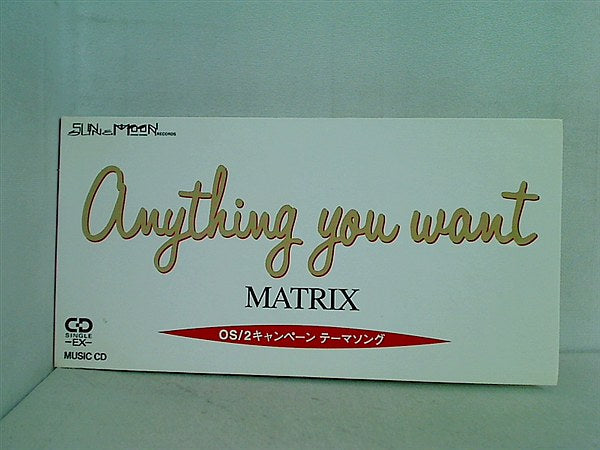 SUN & MOON RECORDS
Anything you want
MATRIX
OS/2キャンペーン テーマソング
CD
SINGLE
-EX-
MUSIC CD